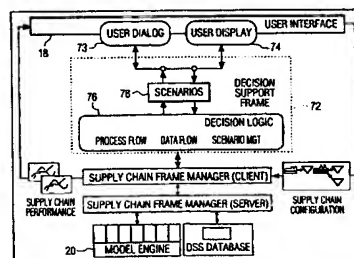 USER INTERFACE
18
USER DIALOG
USER DISPLAY
73
74
DECISION
SUPPORT
FRAME
78
SCENARIOS
72
76
DECISION LOGIC
PROCESS FLOW DATA FLOW SCENARIO MGT
SUPPLY CHAIN FRAME MANAGER (CLIENT)
SUPPLY CHAIN
PERFORMANCE
SUPPLY CHAIN
CONFIGURATION
SUPPLY CHAIN FRAME MANAGER (SERVER)
20
MODEL ENGINE
DSS DATABASE